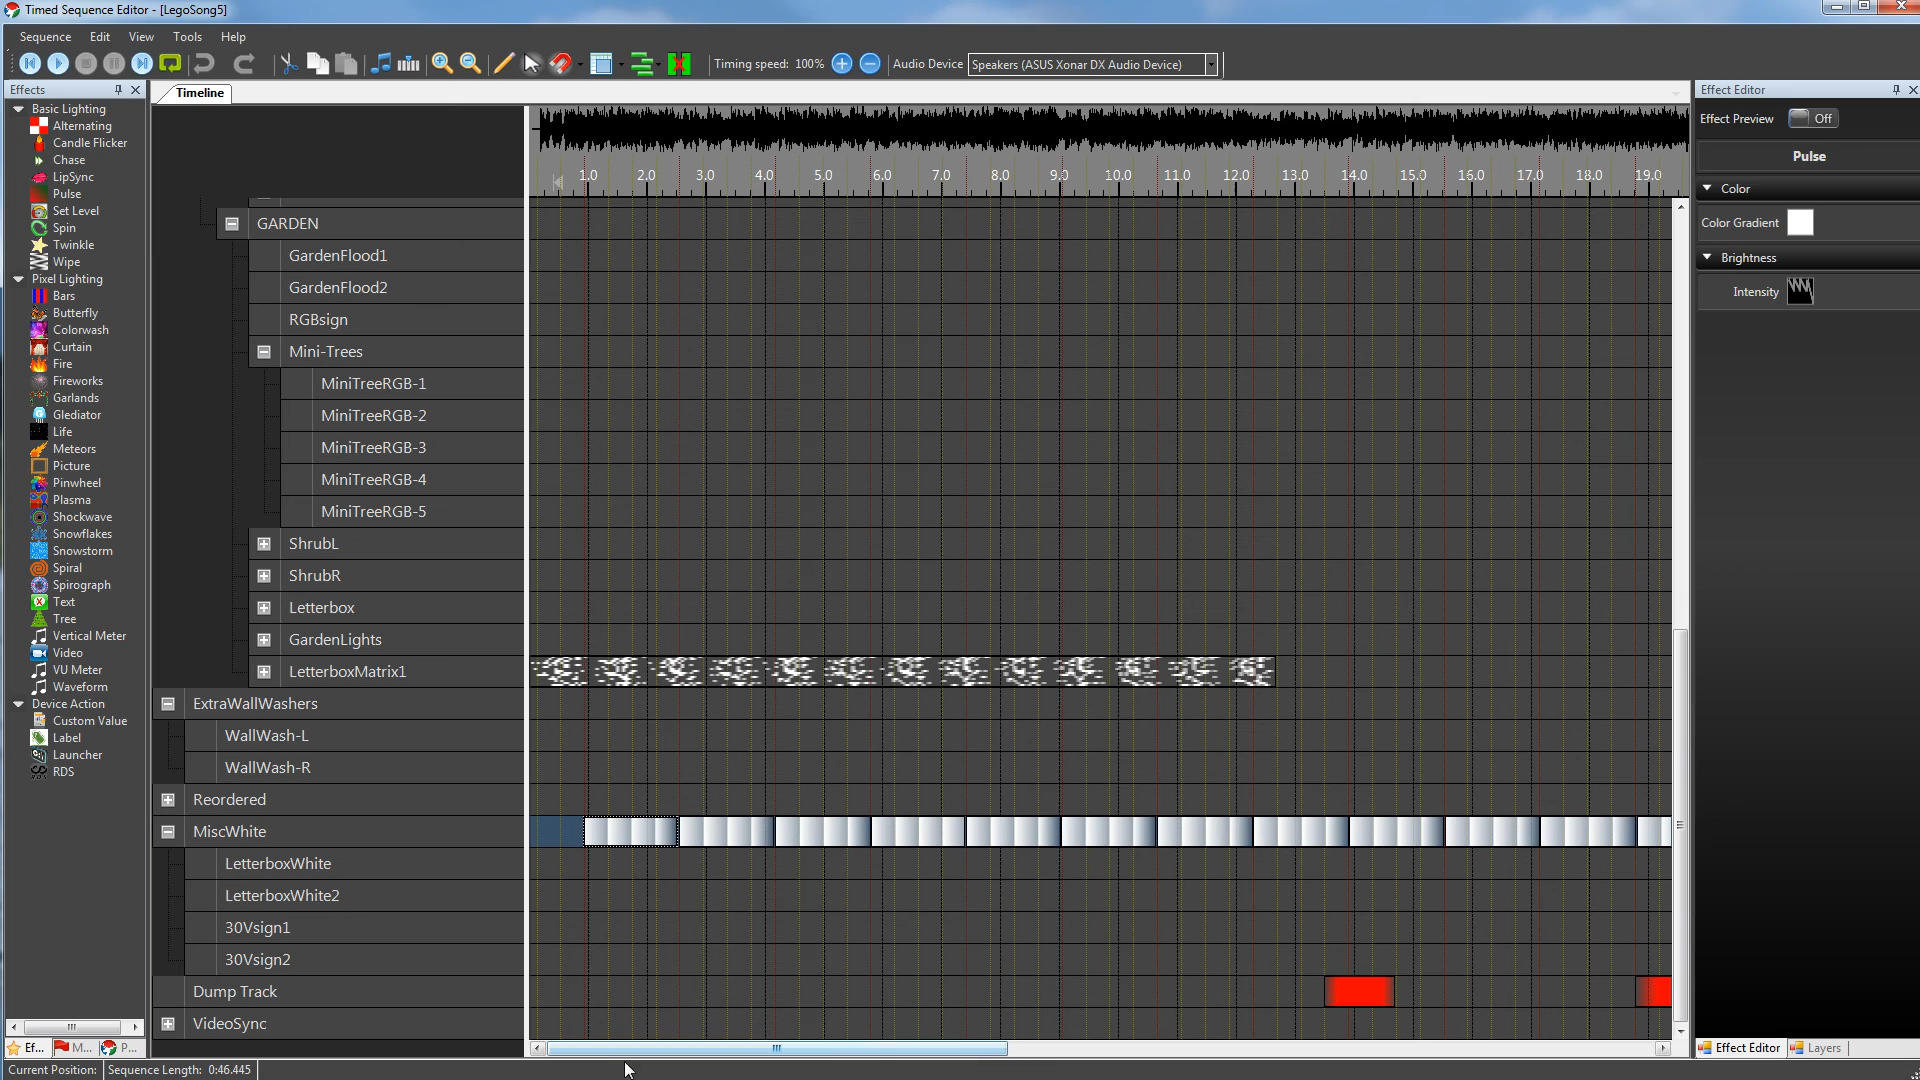 Timed Sequence Editor - [LegoSong5]
Sequence Edit View Tools Help
Timing speed: 100% Audio Device Speakers (ASUS Xonar DX Audio Device)
Effects
Basic Lighting
Alternating
Candle Flicker
Chase
LipSync
Pulse
Set Level
Spin
Twinkle
Wipe
Pixel Lighting
Bars
Butterfly
Colorwash
Curtain
Fire
Fireworks
Garlands
Glediator
Life
Meteors
Picture
Pinwheel
Plasma
Shockwave
Snowflakes
Snowstorm
Spiral
Spirograph
Text
Tree
Vertical Meter
Video
VU Meter
Waveform
Device Action
Custom Value
Label
Launcher
RDS
Ef... M... P...
Timeline
1.0 2.0 3.0 4.0 5.0 6.0 7.0 8.0 9.0 10.0 11.0 12.0 13.0 14.0 15.0 16.0 17.0 18.0 19.0
GARDEN
GardenFlood1
GardenFlood2
RGBsign
Mini-Trees
MiniTreeRGB-1
MiniTreeRGB-2
MiniTreeRGB-3
MiniTreeRGB-4
MiniTreeRGB-5
ShrubL
ShrubR
Letterbox
GardenLights
LetterboxMatrix1
ExtraWallWashers
WallWash-L
WallWash-R
Reordered
MiscWhite
LetterboxWhite
LetterboxWhite2
30Vsign1
30Vsign2
Dump Track
VideoSync
Effect Editor
Effect Preview Off
Pulse
Color
Color Gradient
Brightness
Intensity
Effect Editor Layers
Current Position: Sequence Length: 0:46.445